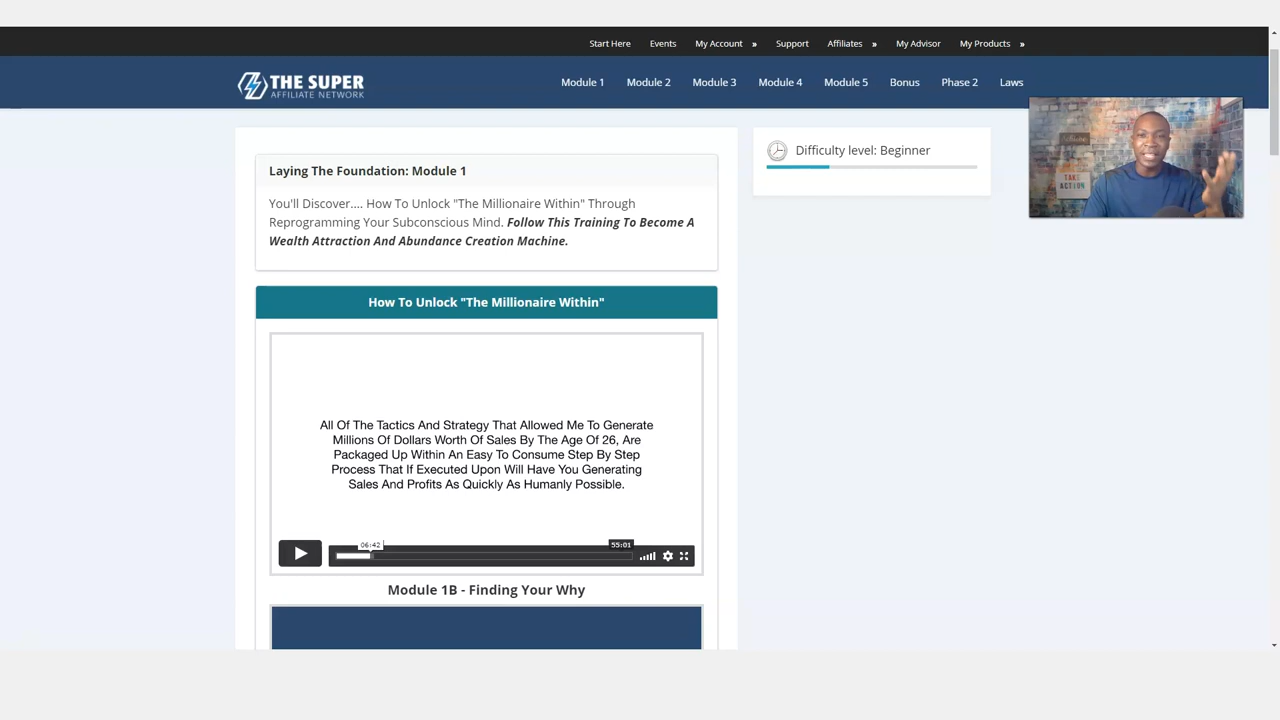 Start Here Events My Account » Support Affiliates » My Advisor My Products »
THE SUPER
AFFILIATE NETWORK
Module 1 Module 2 Module 3 Module 4 Module 5 Bonus Phase 2 Laws
Laying The Foundation: Module 1
You'll Discover.... How To Unlock "The Millionaire Within" Through
Reprogramming Your Subconscious Mind. Follow This Training To Become A
Wealth Attraction And Abundance Creation Machine.
Difficulty level: Beginner
TAKE
ACTION
How To Unlock "The Millionaire Within"
All Of The Tactics And Strategy That Allowed Me To Generate
Millions Of Dollars Worth Of Sales By The Age Of 26, Are
Packaged Up Within An Easy To Consume Step By Step
Process That If Executed Upon Will Have You Generating
Sales And Profits As Quickly As Humanly Possible.
06:42
55:01
Module 1B - Finding Your Why